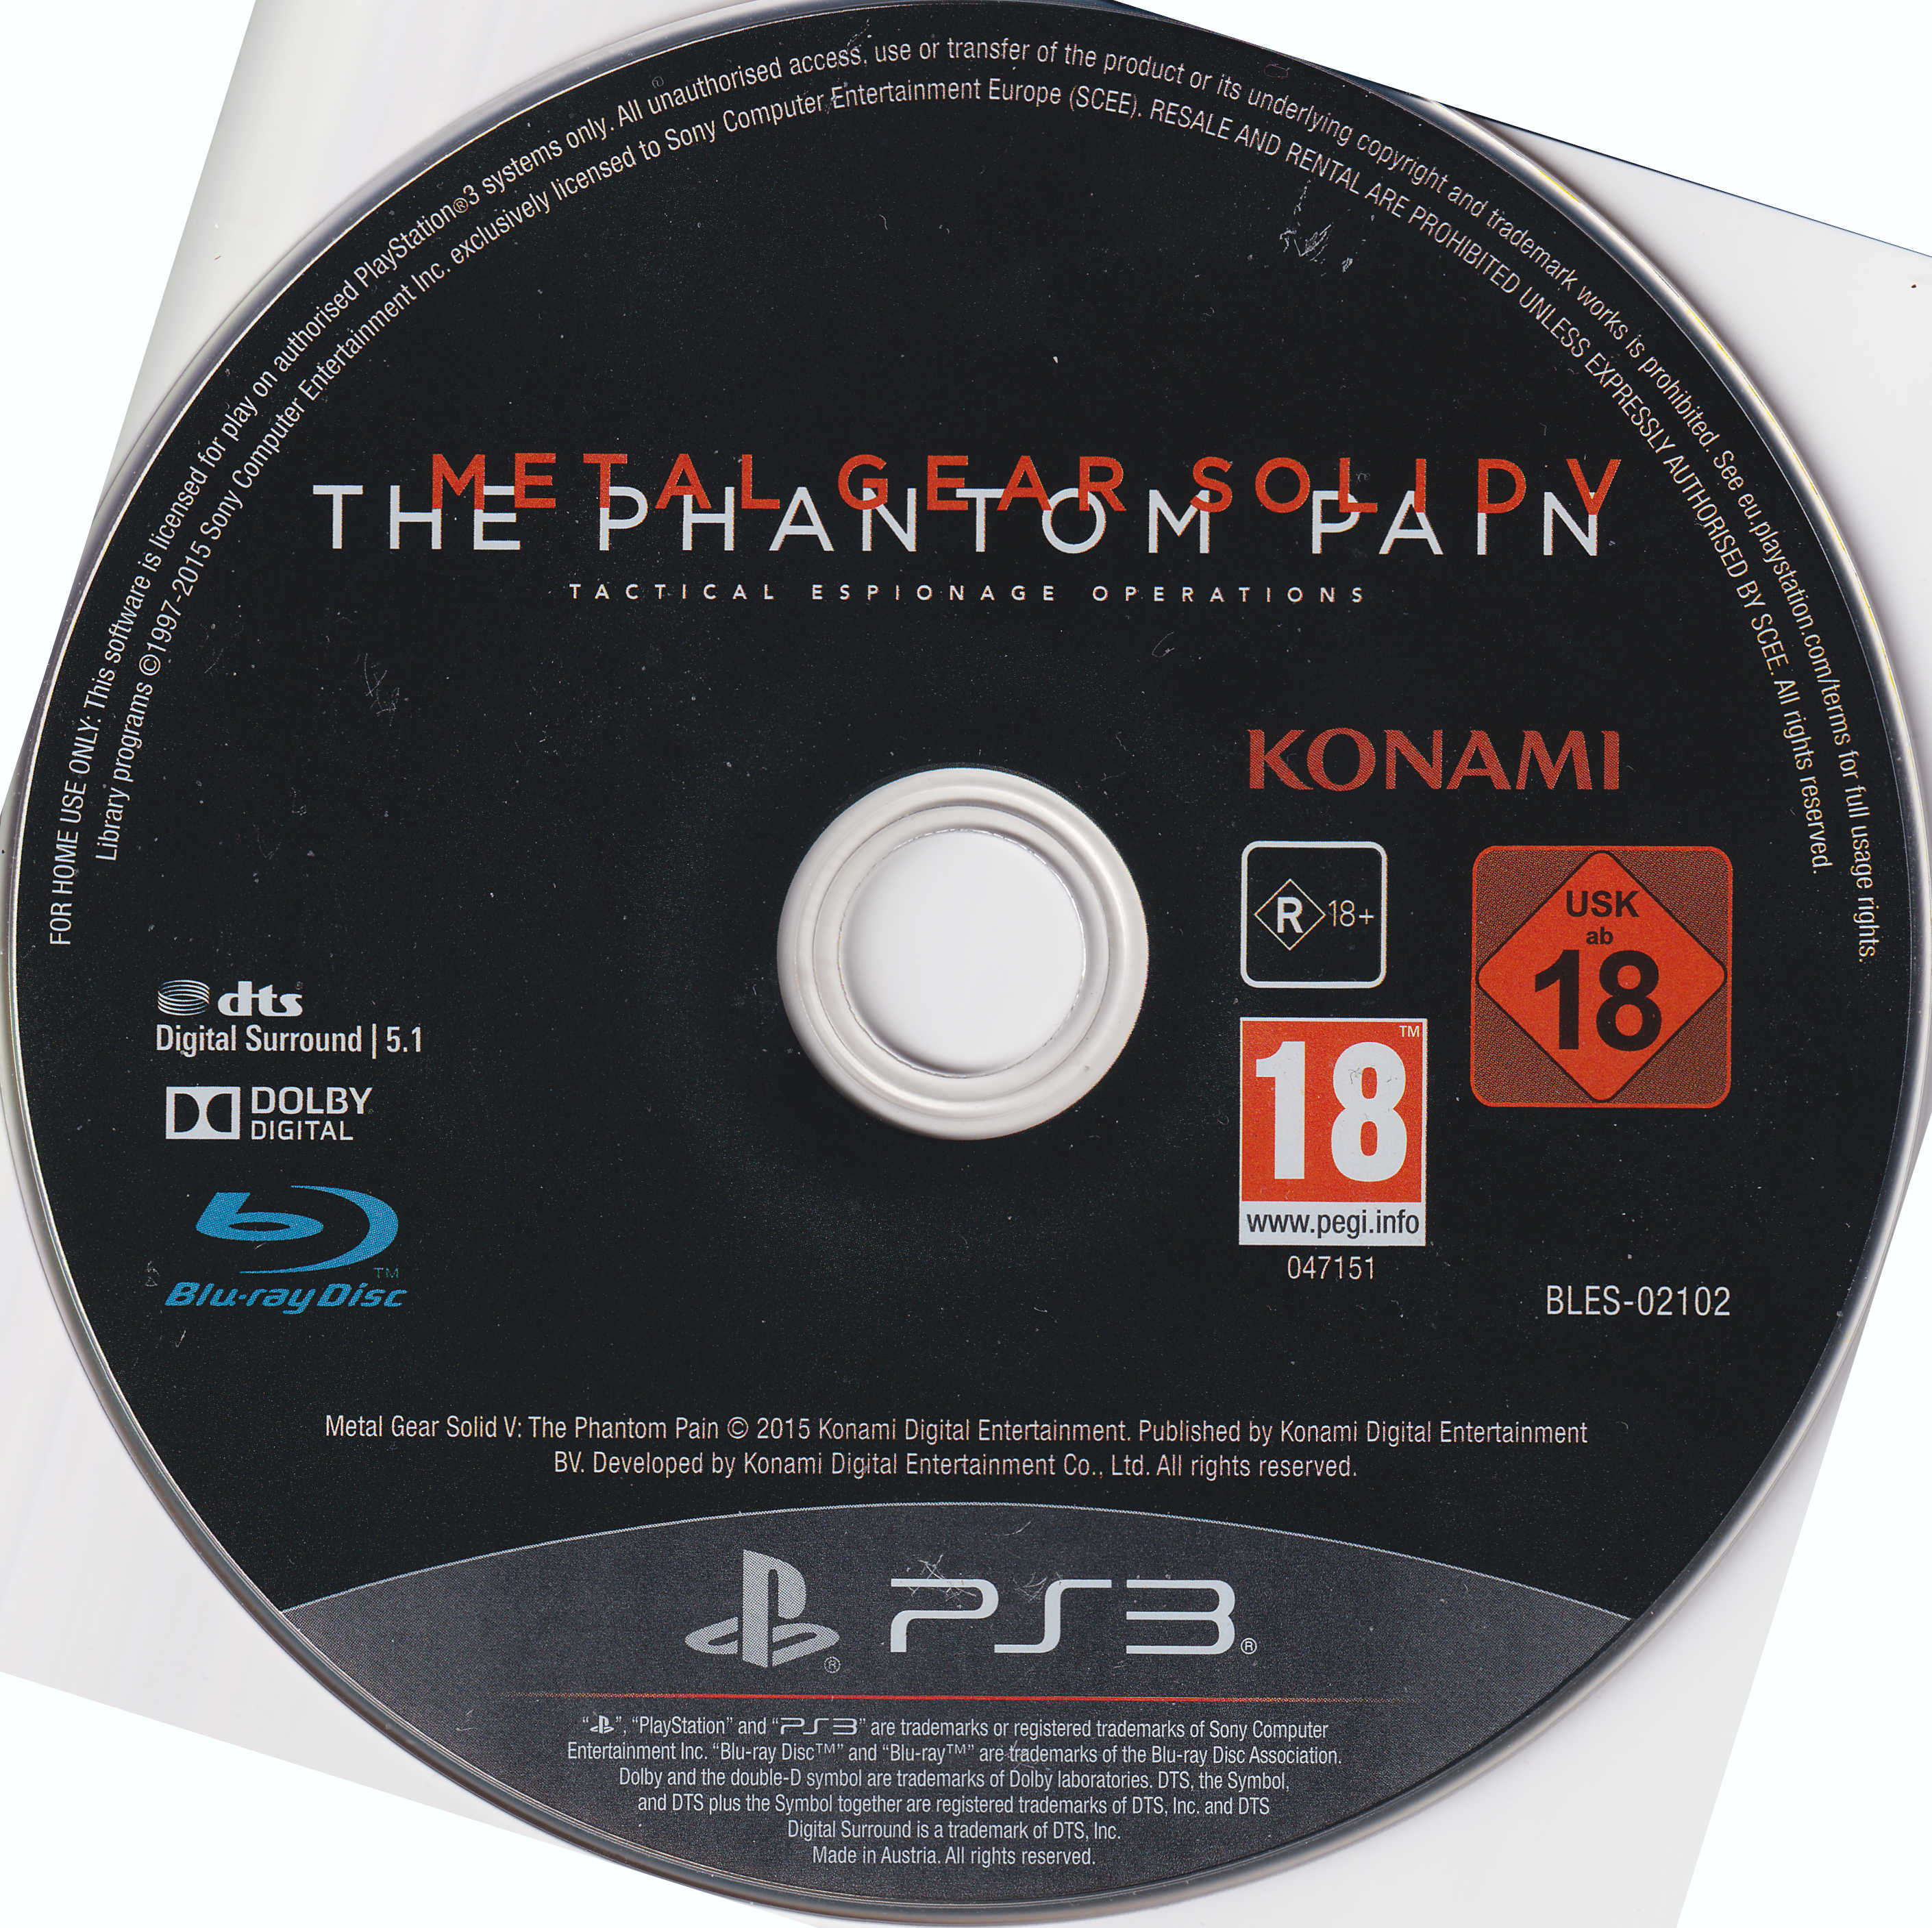 FOR HOME USE ONLY: This software is licensed for play on authorised PlayStation®3 systems only. All unauthorised access, use or transfer of the product or its underlying copyright and trademark works is prohibited. See eu.playstation.com/terms for full usage rights.
Library programs ©1997-2015 Sony Computer Entertainment Inc. exclusively licensed to Sony Computer Entertainment Europe (SCEE). RESALE AND RENTAL ARE PROHIBITED UNLESS EXPRESSLY AUTHORISED BY SCEE. All rights reserved.
METAL GEAR SOLID V
THE PHANTOM PAIN
TACTICAL ESPIONAGE OPERATIONS
KONAMI
R 18+
USK
ab
18
dts
Digital Surround | 5.1
18™
DOLBY
DIGITAL
www.pegi.info
047151
Blu-ray Disc™
BLES-02102
Metal Gear Solid V: The Phantom Pain © 2015 Konami Digital Entertainment. Published by Konami Digital Entertainment
BV. Developed by Konami Digital Entertainment Co., Ltd. All rights reserved.
® PS3®
“ ”, “PlayStation” and “PS3” are trademarks or registered trademarks of Sony Computer
Entertainment Inc. “Blu-ray Disc™” and “Blu-ray™” are trademarks of the Blu-ray Disc Association.
Dolby and the double-D symbol are trademarks of Dolby laboratories. DTS, the Symbol,
and DTS plus the Symbol together are registered trademarks of DTS, Inc. and DTS
Digital Surround is a trademark of DTS, Inc.
Made in Austria. All rights reserved.